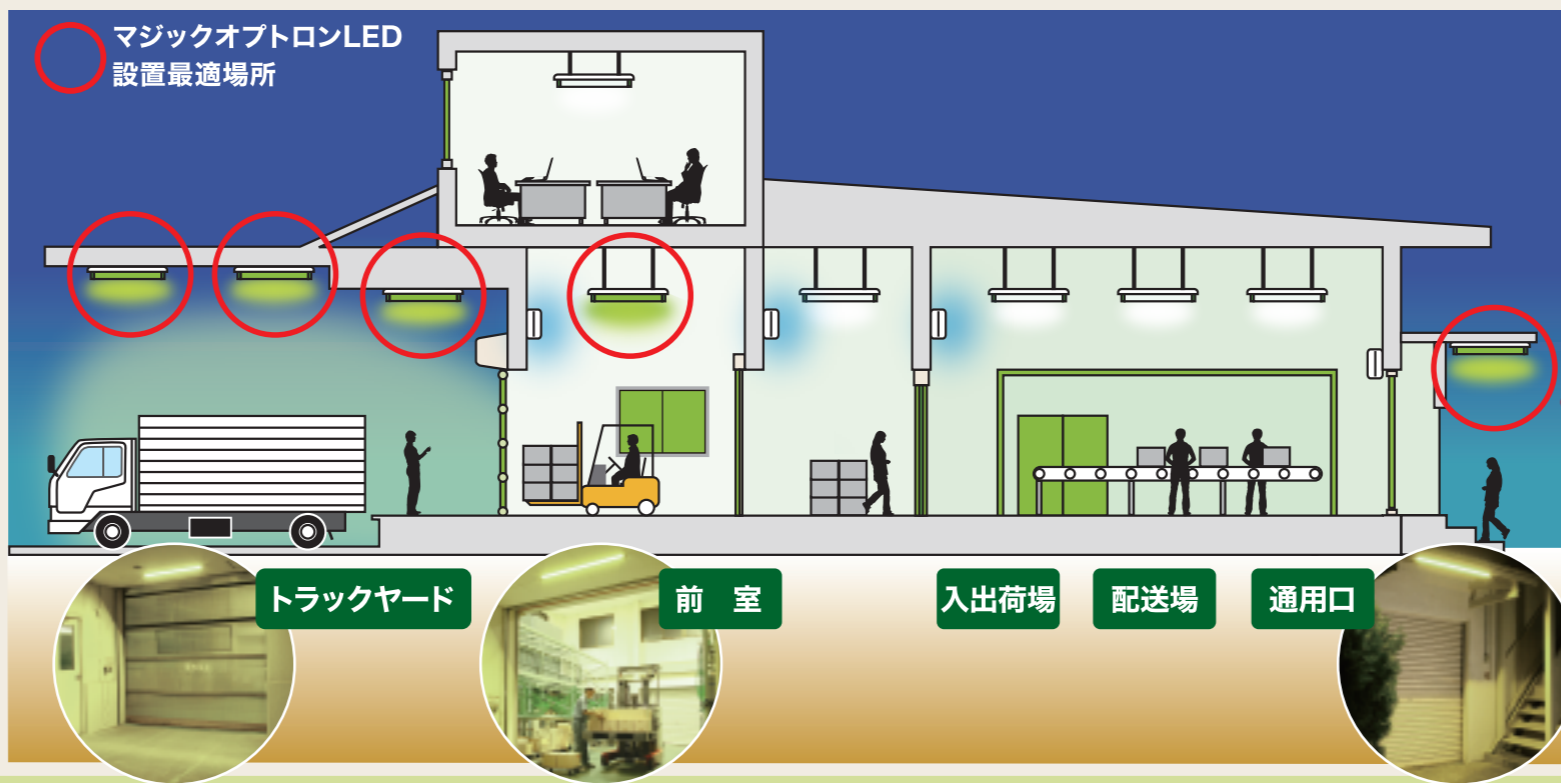 マジックオプトロンLED
設置最適場所
トラックヤード
前 室
入出荷場
配送場
通用口